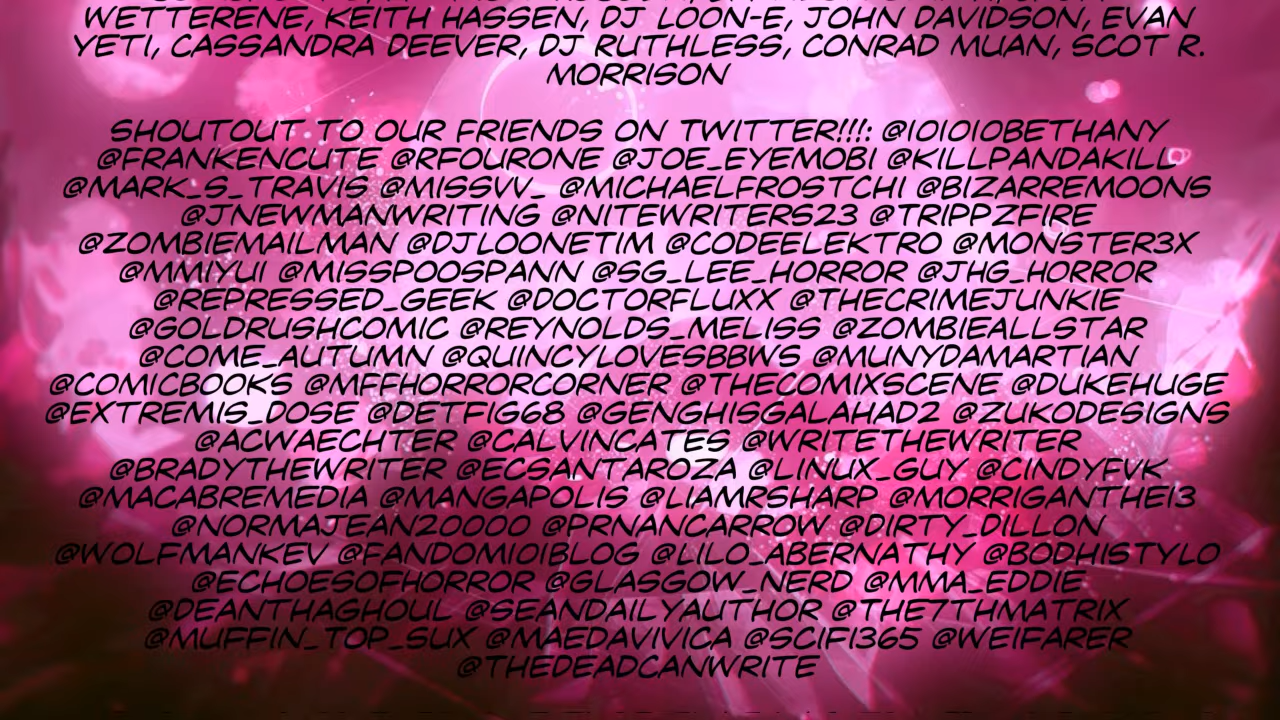 WETTERENE, KEITH HASSEN, DJ LOON-E, JOHN DAVIDSON, EVAN
YETI, CASSANDRA DEEVER, DJ RUTHLESS, CONRAD MUAN, SCOT R.
MORRISON
SHOUTOUT TO OUR FRIENDS ON TWITTER!!!: @101010BETHANY
@FRANKENCUTE @RFOURONE @JOE_EYEMOBI @KILLPANDAKILL
@MARK_S_TRAVIS @MISSVV_ @MICHAELFROSTCHI @BIZARREMOONS
@JNEWMANWRITING @NITEWRITERS23 @TRIPPZFIRE
@ZOMBIEMAILMAN @DJLOONETIM @CODEELEKTRO @MONSTER3X
@MMIYUI @MISSPOOSPANN @SG_LEE_HORROR @JHG_HORROR
@REPRESSED_GEEK @DOCTORFLUXX @THECRIMEJUNKIE
@GOLDRUSHCOMIC @REYNOLDS_MELISS @ZOMBIEALLSTAR
@COME_AUTUMN @QUINCYLOVESBBWS @MUNYDAMARTIAN
@COMICBOOKS @MFFHORRORCORNER @THECOMIXSCENE @DUKEHUGE
@EXTREMIS_DOSE @DETFIG68 @GENGHISGALAHAD2 @ZUKODESIGNS
@ACWAECHTER @CALVINCATES @WRITETHEWRITER
@BRADYTHEWRITER @ECSANTAROZA @LINUX_GUY @CINDYFVK
@MACABREMEDIA @MANGAPOLIS @LIAMRSHARP @MORRIGANTHE13
@NORMAJEAN20000 @PRNANCARROW @DIRTY_DILLON
@WOLFMANKEV @FANDOM101BLOG @LILO_ABERNATHY @BODHISTYLO
@ECHOESOFHORROR @GLASGOW_NERD @MMA_EDDIE
@DEANTHAGHOUL @SEANDAILYAUTHOR @THE7THMATRIX
@MUFFIN_TOP_SUX @MAEDAVIVICA @SCIFI365 @WEIFARER
@THEDEADCANWRITE